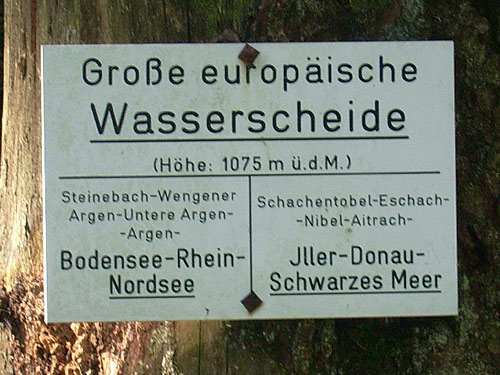 Große europäische
Wasserscheide
(Höhe: 1075 m ü.d.M.)
Steinebach-Wengener
Argen-Untere Argen-
-Argen-
Bodensee-Rhein-
Nordsee
Schachentobel-Eschach-
-Nibel-Aitrach-
Jller-Donau-
Schwarzes Meer